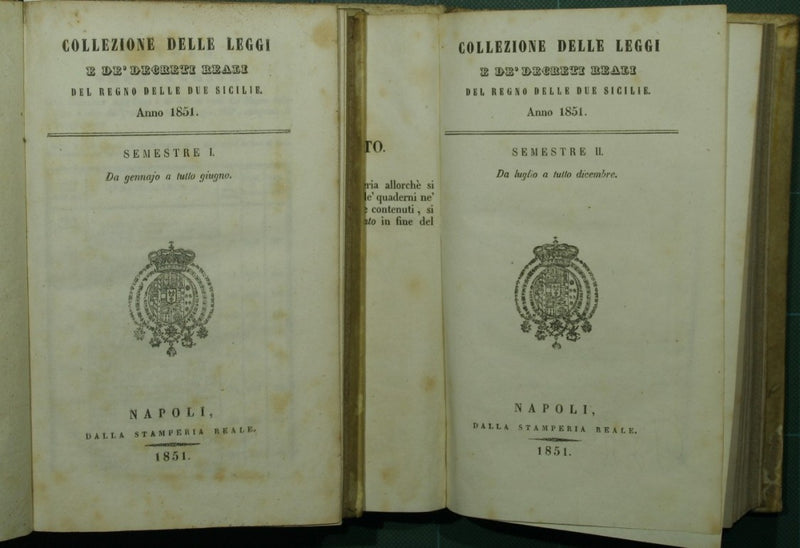 COLLEZIONE DELLE LEGGI
E DE' DECRETI REALI
DEL REGNO DELLE DUE SICILIE.
Anno 1851.
SEMESTRE I.
Da gennajo a tutto giugno.
NAPOLI,
DALLA STAMPERIA REALE.
1851.
TO.
allorchè si
quaderni ne'
contenuti, si
in fine del
COLLEZIONE DELLE LEGGI
E DE' DECRETI REALI
DEL REGNO DELLE DUE SICILIE.
Anno 1851.
SEMESTRE II.
Da luglio a tutto dicembre.
NAPOLI,
DALLA STAMPERIA REALE.
1851.